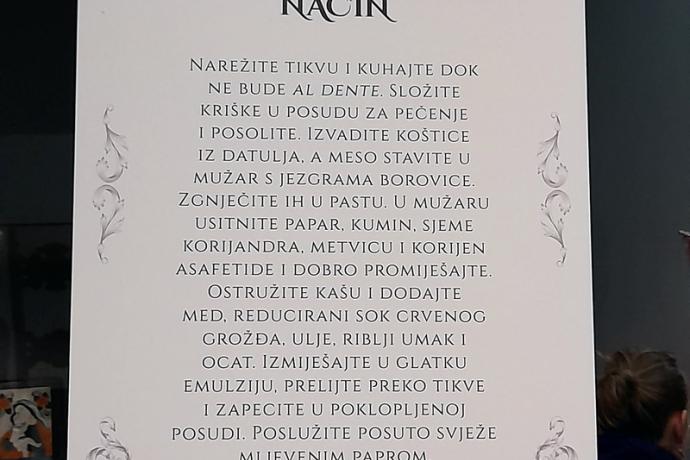 NAČIN
NAREŽITE TIKVU I KUHAJTE DOK
NE BUDE AL DENTE. SLOŽITE
KRIŠKE U POSUDU ZA PEČENJE
I POSOLITE. IZVADITE KOŠTICE
IZ DATULJA, A MESO STAVITE U
MUŽAR S JEZGRAMA BOROVICE.
ZGNJEČITE IH U PASTU. U MUŽARU
USITNITE PAPAR, KUMIN, SJEME
KORIJANDRA, METVICU I KORIJEN
ASAFETIDE I DOBRO PROMIJEŠAJTE.
OSTRUŽITE KAŠU I DODAJTE
MED, REDUCIRANI SOK CRVENOG
GROŽĐA, ULJE, RIBLJI UMAK I
OCAT. IZMIJEŠAJTE U GLATKU
EMULZIJU, PRELIJTE PREKO TIKVE
I ZAPECITE U POKLOPLJENOJ
POSUDI. POSLUŽITE POSUTO SVJEŽE
MLJEVENIM PAPROM.